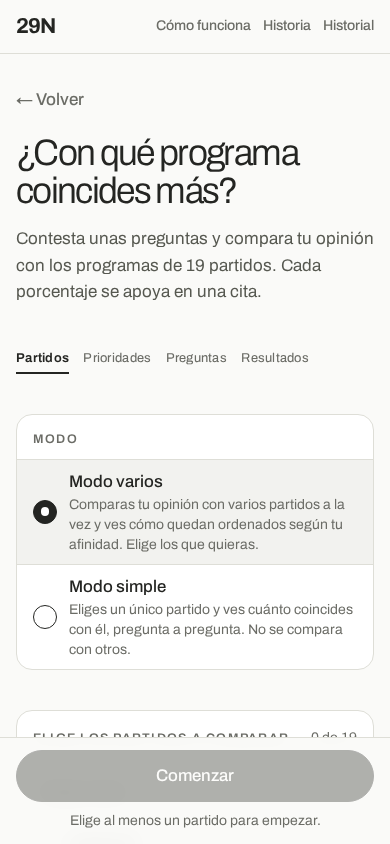 29N
Cómo funciona Historia Historial
← Volver
¿Con qué programa
coincides más?
Contesta unas preguntas y compara tu opinión
con los programas de 19 partidos. Cada
porcentaje se apoya en una cita.
Partidos Prioridades Preguntas Resultados
MODO
Modo varios
Comparas tu opinión con varios partidos a la
vez y ves cómo quedan ordenados según tu
afinidad. Elige los que quieras.
Modo simple
Eliges un único partido y ves cuánto coincides
con él, pregunta a pregunta. No se compara
con otros.
ELIGE LOS PARTIDOS A COMPARAR 0 de 19
Comenzar
Elige al menos un partido para empezar.